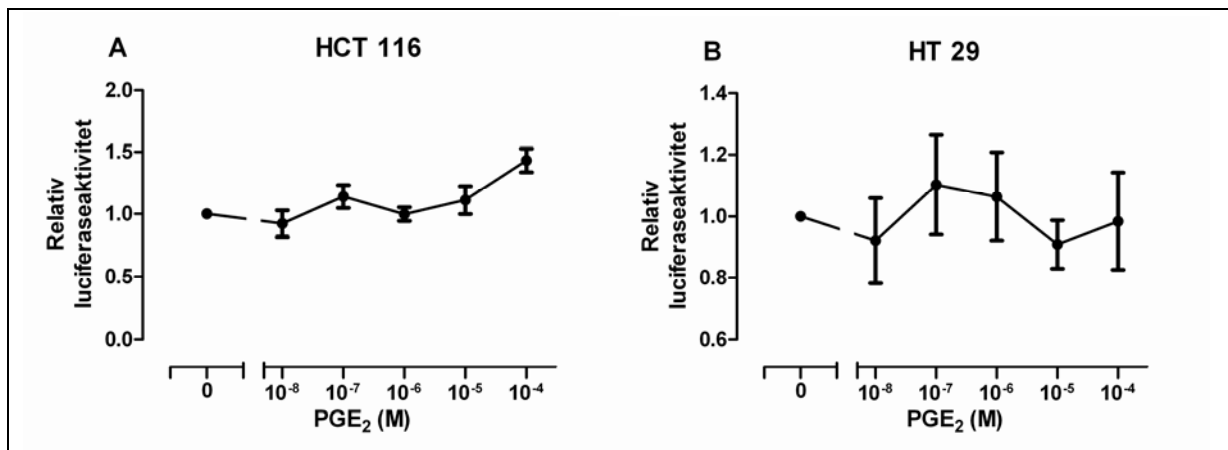 A
HCT 116
Relativ
luciferaseaktivitet
2.0
1.5
1.0
0.5
0.0
0 10⁻⁸ 10⁻⁷ 10⁻⁶ 10⁻⁵ 10⁻⁴
PGE₂ (M)
B
HT 29
Relativ
luciferaseaktivitet
1.4
1.2
1.0
0.8
0.6
0 10⁻⁸ 10⁻⁷ 10⁻⁶ 10⁻⁵ 10⁻⁴
PGE₂ (M)